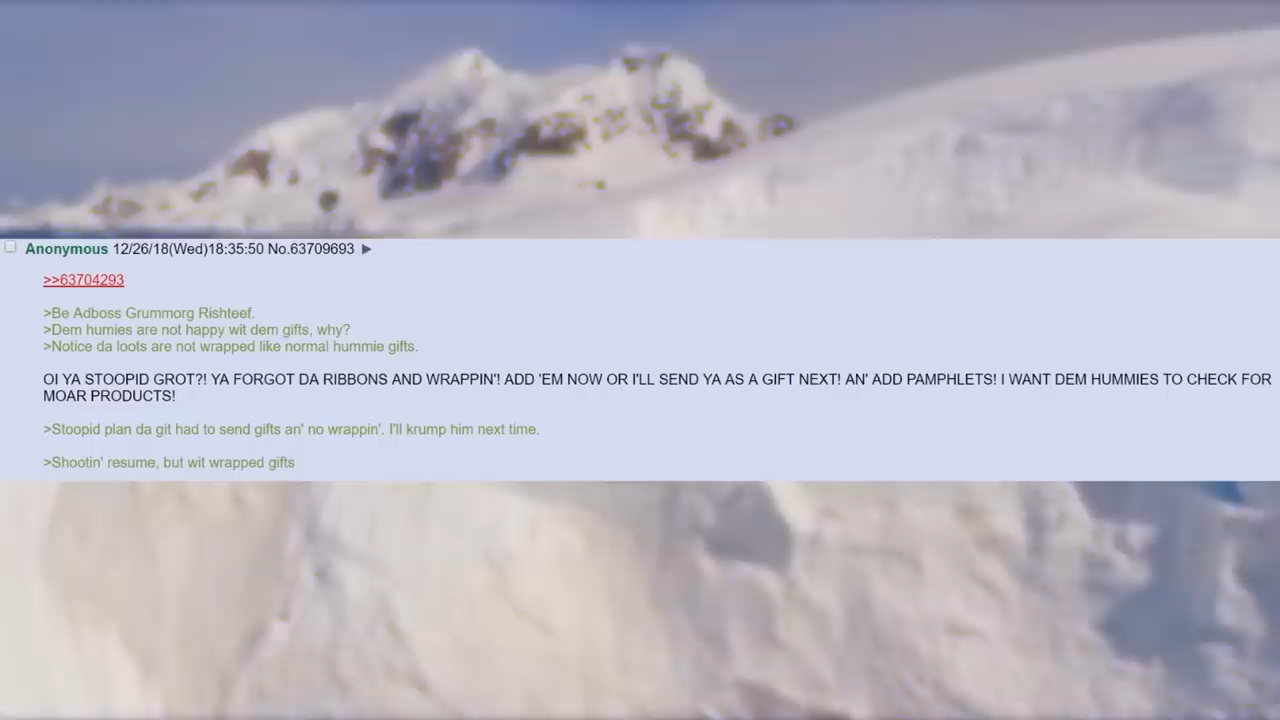 Anonymous 12/26/18(Wed)18:35:50 No.63709693 ▶
>>63704293
>Be Adboss Grummorg Rishteef.
>Dem humies are not happy wit dem gifts, why?
>Notice da loots are not wrapped like normal hummie gifts.
OI YA STOOPID GROT?! YA FORGOT DA RIBBONS AND WRAPPIN'! ADD 'EM NOW OR I'LL SEND YA AS A GIFT NEXT! AN' ADD PAMPHLETS! I WANT DEM HUMMIES TO CHECK FOR
MOAR PRODUCTS!
>Stoopid plan da git had to send gifts an' no wrappin'. I'll krump him next time.
>Shootin' resume, but wit wrapped gifts